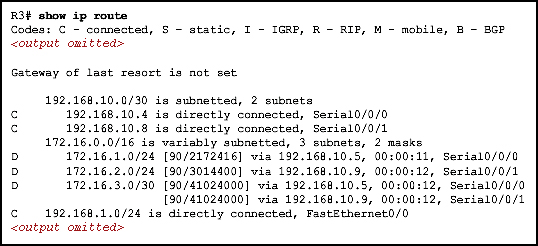 R3# show ip route
Codes: C - connected, S - static, I - IGRP, R - RIP, M - mobile, B - BGP
<output omitted>
Gateway of last resort is not set
192.168.10.0/30 is subnetted, 2 subnets
C 192.168.10.4 is directly connected, Serial0/0/0
C 192.168.10.8 is directly connected, Serial0/0/1
172.16.0.0/16 is variably subnetted, 3 subnets, 2 masks
D 172.16.1.0/24 [90/2172416] via 192.168.10.5, 00:00:11, Serial0/0/0
D 172.16.2.0/24 [90/3014400] via 192.168.10.9, 00:00:12, Serial0/0/1
D 172.16.3.0/30 [90/41024000] via 192.168.10.5, 00:00:12, Serial0/0/0
[90/41024000] via 192.168.10.9, 00:00:12, Serial0/0/1
C 192.168.1.0/24 is directly connected, FastEthernet0/0
<output omitted>